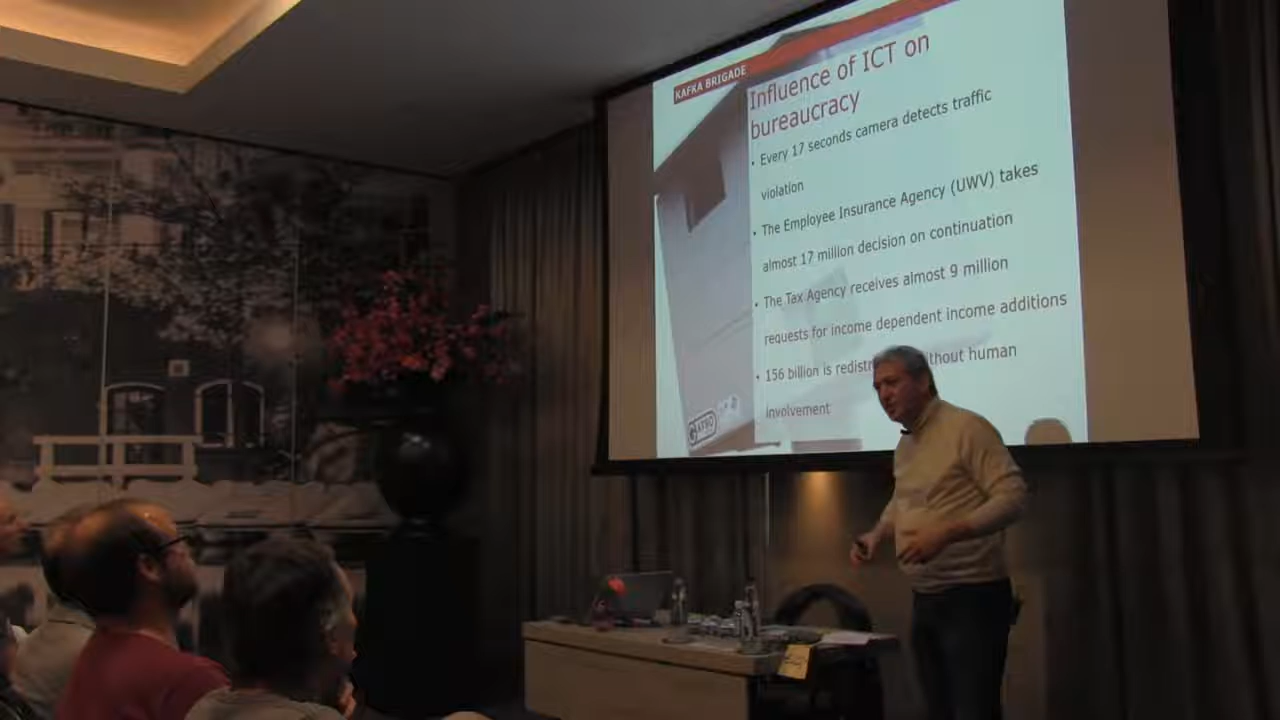 KAFKA BRIGADE
Influence of ICT on
bureaucracy
• Every 17 seconds camera detects traffic
violation
• The Employee Insurance Agency (UWV) takes
almost 17 million decision on continuation
• The Tax Agency receives almost 9 million
requests for income dependent income additions
• 156 billion is without human
involvement